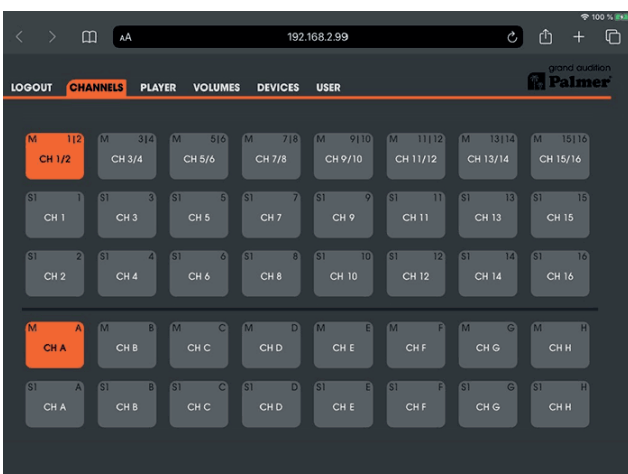 100 %
AA 192.168.2.99
grand audition
Palmer
LOGOUT CHANNELS PLAYER VOLUMES DEVICES USER
M 1|2 M 3|4 M 5|6 M 7|8 M 9|10 M 11|12 M 13|14 M 15|16
CH 1/2 CH 3/4 CH 5/6 CH 7/8 CH 9/10 CH 11/12 CH 13/14 CH 15/16
S1 1 S1 3 S1 5 S1 7 S1 9 S1 11 S1 13 S1 15
CH 1 CH 3 CH 5 CH 7 CH 9 CH 11 CH 13 CH 15
S1 2 S1 4 S1 6 S1 8 S1 10 S1 12 S1 14 S1 16
CH 2 CH 4 CH 6 CH 8 CH 10 CH 12 CH 14 CH 16
M A M B M C M D M E M F M G M H
CH A CH B CH C CH D CH E CH F CH G CH H
S1 A S1 B S1 C S1 D S1 E S1 F S1 G S1 H
CH A CH B CH C CH D CH E CH F CH G CH H